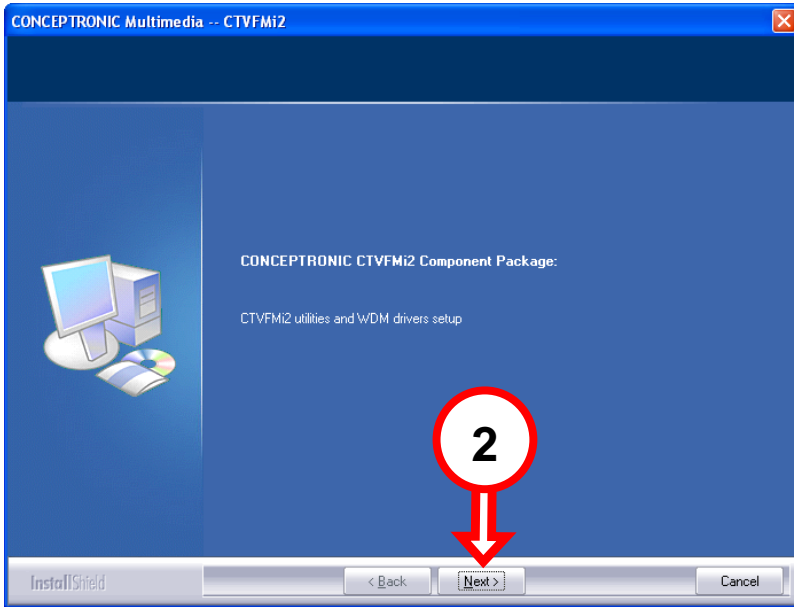 CONCEPTRONIC Multimedia -- CTVFMi2
CONCEPTRONIC CTVFMi2 Component Package:
CTVFMi2 utilities and WDM drivers setup
2
InstallShield
< Back
Next >
Cancel